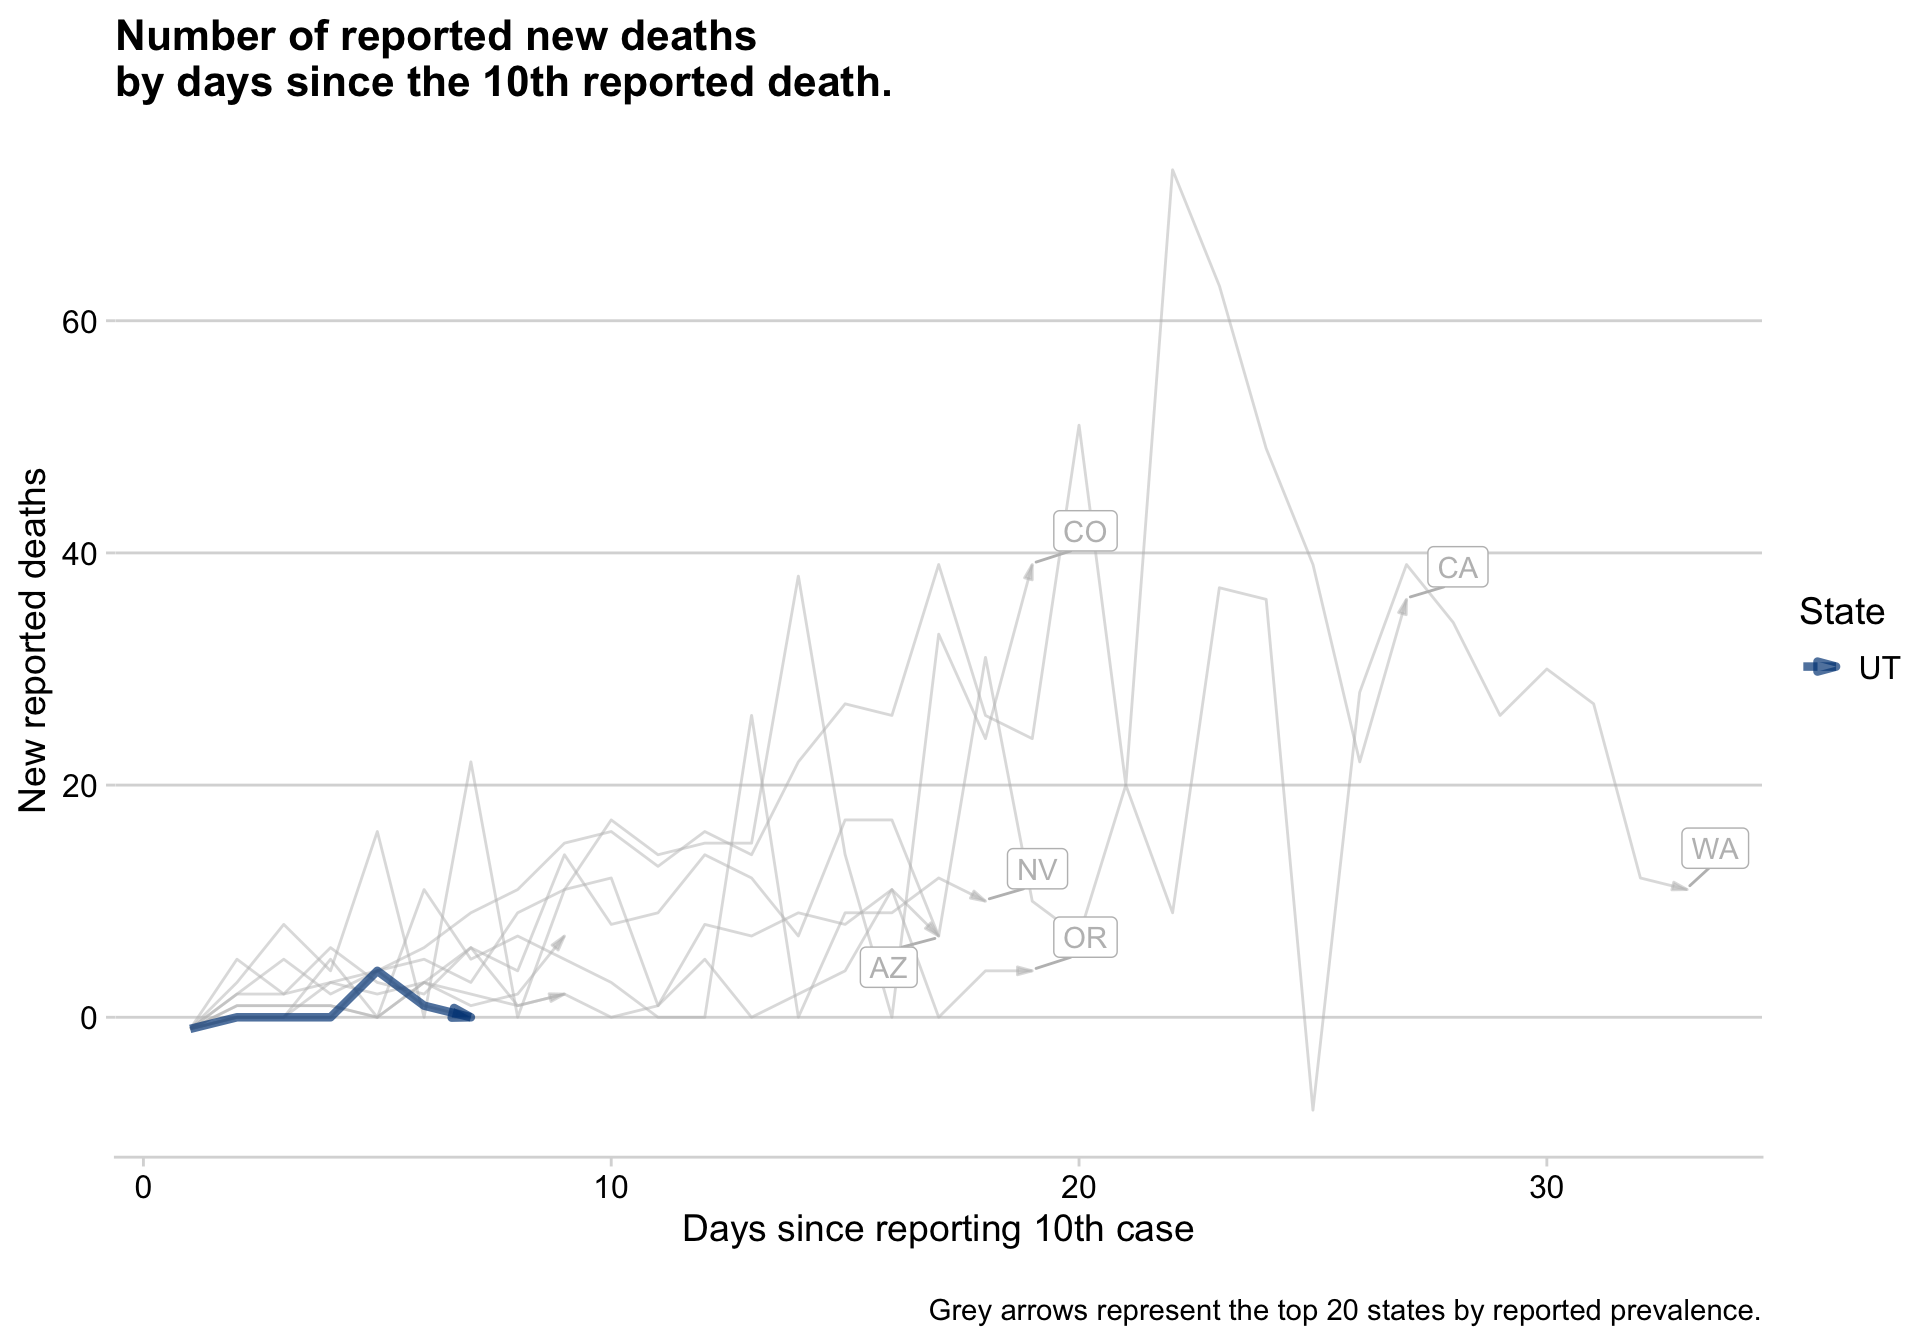 Number of reported new deaths
by days since the 10th reported death.
New reported deaths
60
40
20
0
CO
CA
NV
WA
OR
AZ
State
UT
0
10
20
30
Days since reporting 10th case
Grey arrows represent the top 20 states by reported prevalence.